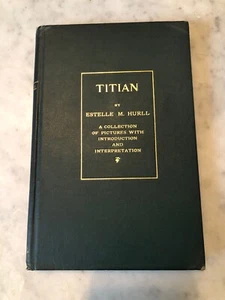 TITIAN
BY
ESTELLE M. HURLL
A COLLECTION
OF PICTURES WITH
INTRODUCTION
AND
INTERPRETATION